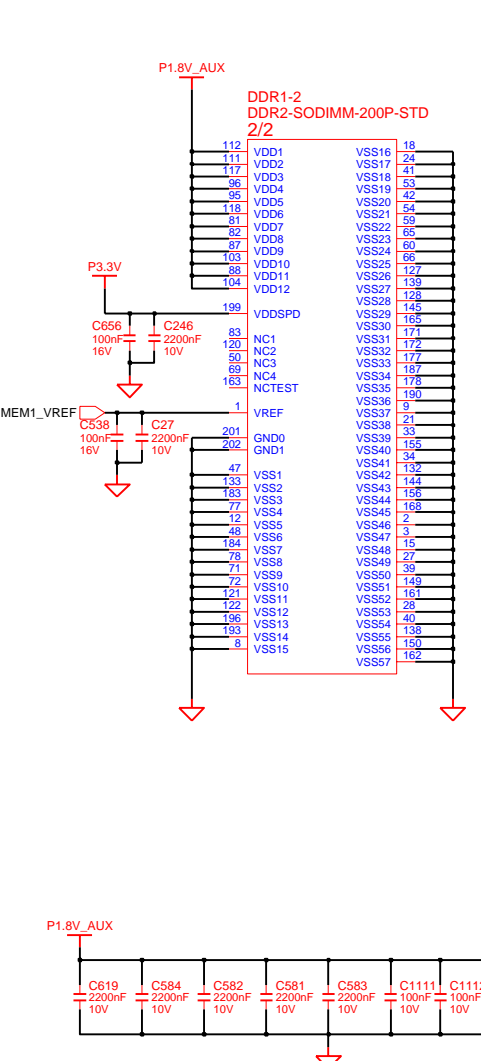 P1.8V_AUX
DDR1-2
DDR2-SODIMM-200P-STD
2/2
112 VDD1 VSS16 18
111 VDD2 VSS17 24
117 VDD3 VSS18 41
96 VDD4 VSS19 53
95 VDD5 VSS20 42
118 VDD6 VSS21 54
81 VDD7 VSS22 59
82 VDD8 VSS23 65
87 VDD9 VSS24 60
103 VDD10 VSS25 66
88 VDD11 VSS26 127
104 VDD12 VSS27 139
VSS28 128
P3.3V
199 VDDSPD VSS29 145
VSS30 165
C656 C246
100nF 2200nF
16V 10V
83 NC1 VSS31 171
120 NC2 VSS32 172
50 NC3 VSS33 177
69 NC4 VSS34 187
163 NCTEST VSS35 178
VSS36 190
MEM1_VREF 1 VREF VSS37 9
VSS38 21
C538 C27
100nF 2200nF
16V 10V
201 GND0 VSS39 33
202 GND1 VSS40 155
VSS41 34
47 VSS1 VSS42 132
133 VSS2 VSS43 144
183 VSS3 VSS44 156
77 VSS4 VSS45 168
12 VSS5 VSS46 2
48 VSS6 VSS47 3
184 VSS7 VSS48 15
78 VSS8 VSS49 27
71 VSS9 VSS50 39
72 VSS10 VSS51 149
121 VSS11 VSS52 161
122 VSS12 VSS53 28
196 VSS13 VSS54 40
193 VSS14 VSS55 138
8 VSS15 VSS56 150
VSS57 162
P1.8V_AUX
C619 C584 C582 C581 C583 C1111 C1112
2200nF 2200nF 2200nF 2200nF 2200nF 100nF 100nF
10V 10V 10V 10V 10V 10V 10V